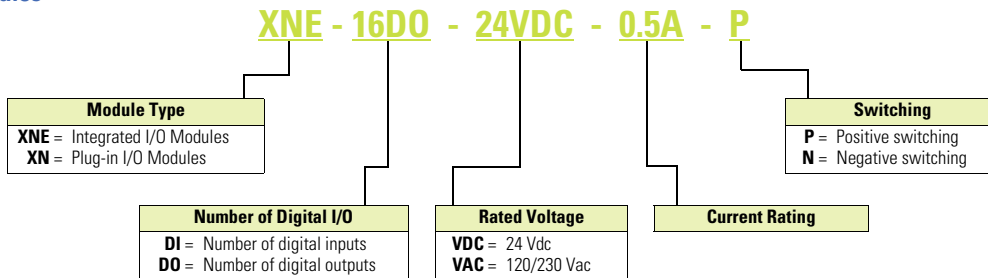 XNE - 16DO - 24VDC - 0.5A - P
Module Type
XNE = Integrated I/O Modules
XN = Plug-in I/O Modules
Switching
P = Positive switching
N = Negative switching
Number of Digital I/O
DI = Number of digital inputs
DO = Number of digital outputs
Rated Voltage
VDC = 24 Vdc
VAC = 120/230 Vac
Current Rating